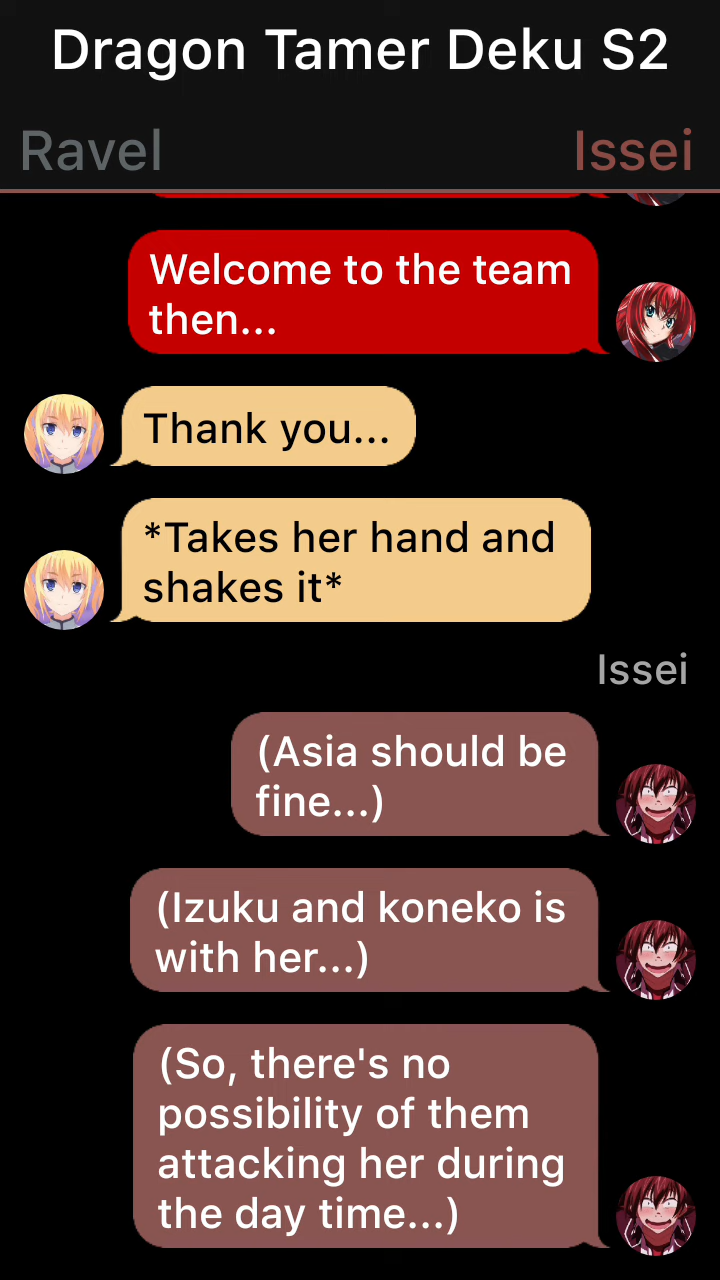 Dragon Tamer Deku S2
Ravel
Issei
Welcome to the team
then...
Thank you...
*Takes her hand and
shakes it*
Issei
(Asia should be
fine...)
(Izuku and koneko is
with her...)
(So, there's no
possibility of them
attacking her during
the day time...)